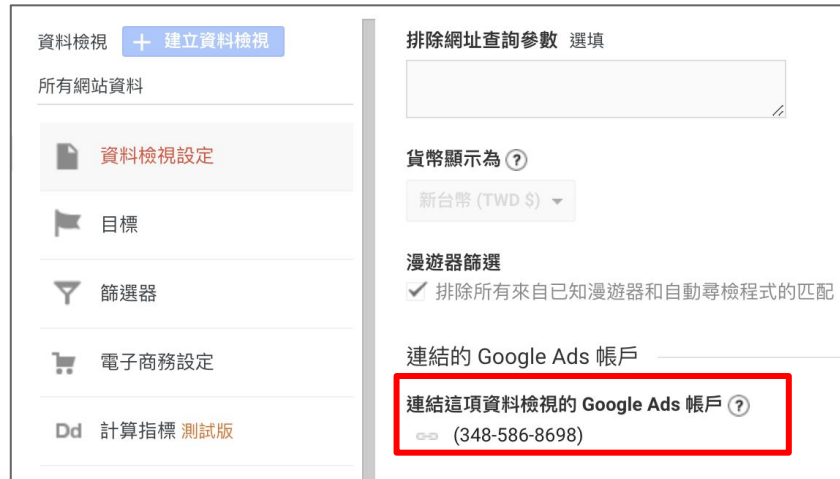 資料檢視 + 建立資料檢視
所有網站資料
資料檢視設定
目標
篩選器
電子商務設定
Dd 計算指標 測試版
排除網址查詢參數 選填
貨幣顯示為 ?
新台幣 (TWD $)
漫遊器篩選
排除所有來自已知漫遊器和自動尋檢程式的匹配
連結的 Google Ads 帳戶
連結這項資料檢視的 Google Ads 帳戶 ?
(348-586-8698)